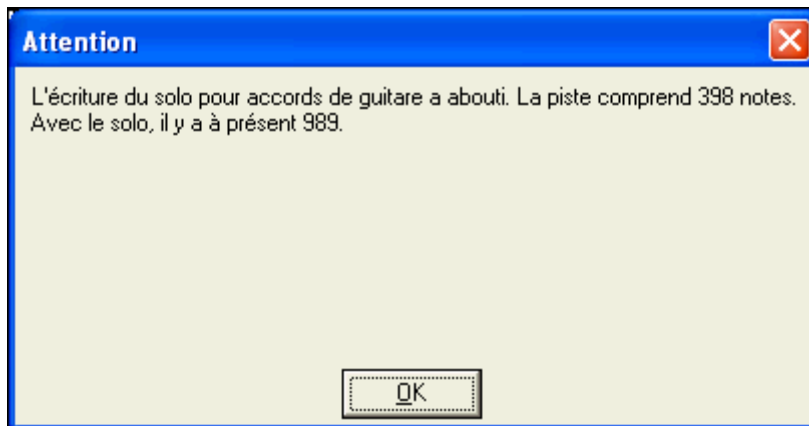 Attention
L'écriture du solo pour accords de guitare a abouti. La piste comprend 398 notes.
Avec le solo, il y a à présent 989.
OK